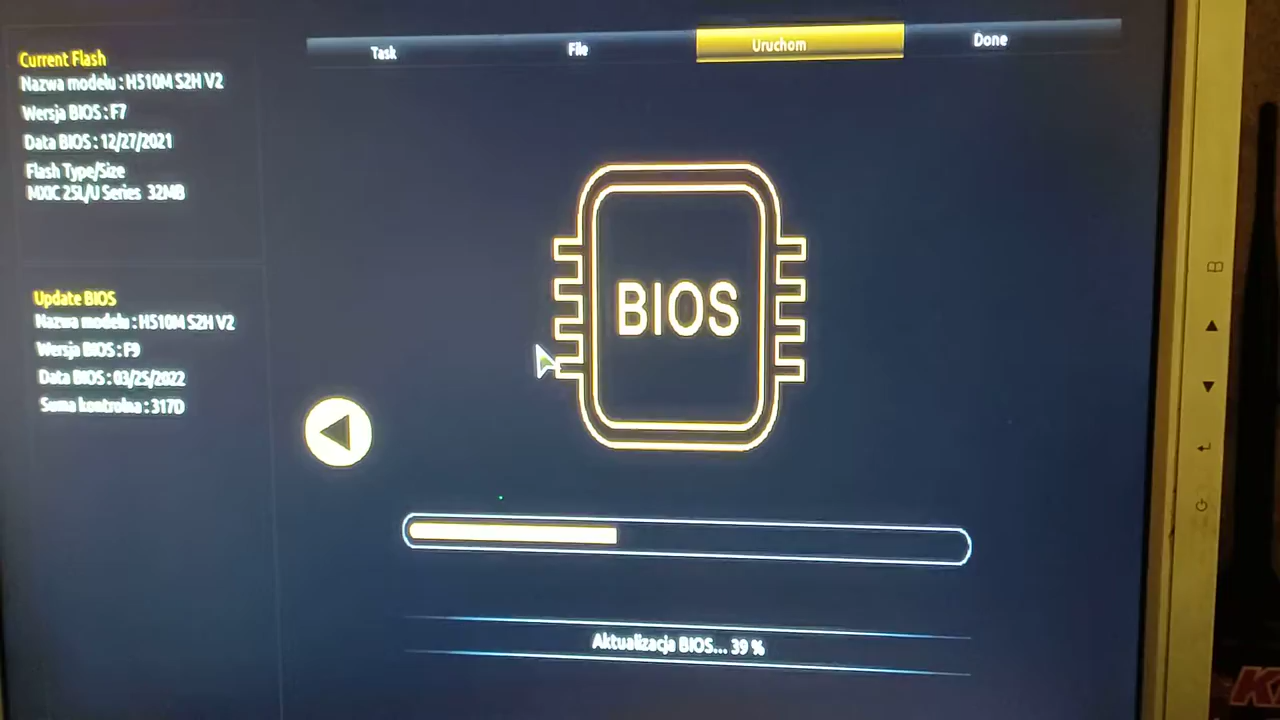 Task
File
Uruchom
Done
Current Flash
Nazwa modelu : H510M S2H V2
Wersja BIOS : F7
Data BIOS : 12/27/2021
Flash Type/Size
MXIC 25L/U Series 32MB
Update BIOS
Nazwa modelu : H510M S2H V2
Wersja BIOS : F9
Data BIOS : 03/25/2022
Suma kontrolna : 317D
BIOS
Aktualizacja BIOS... 39 %